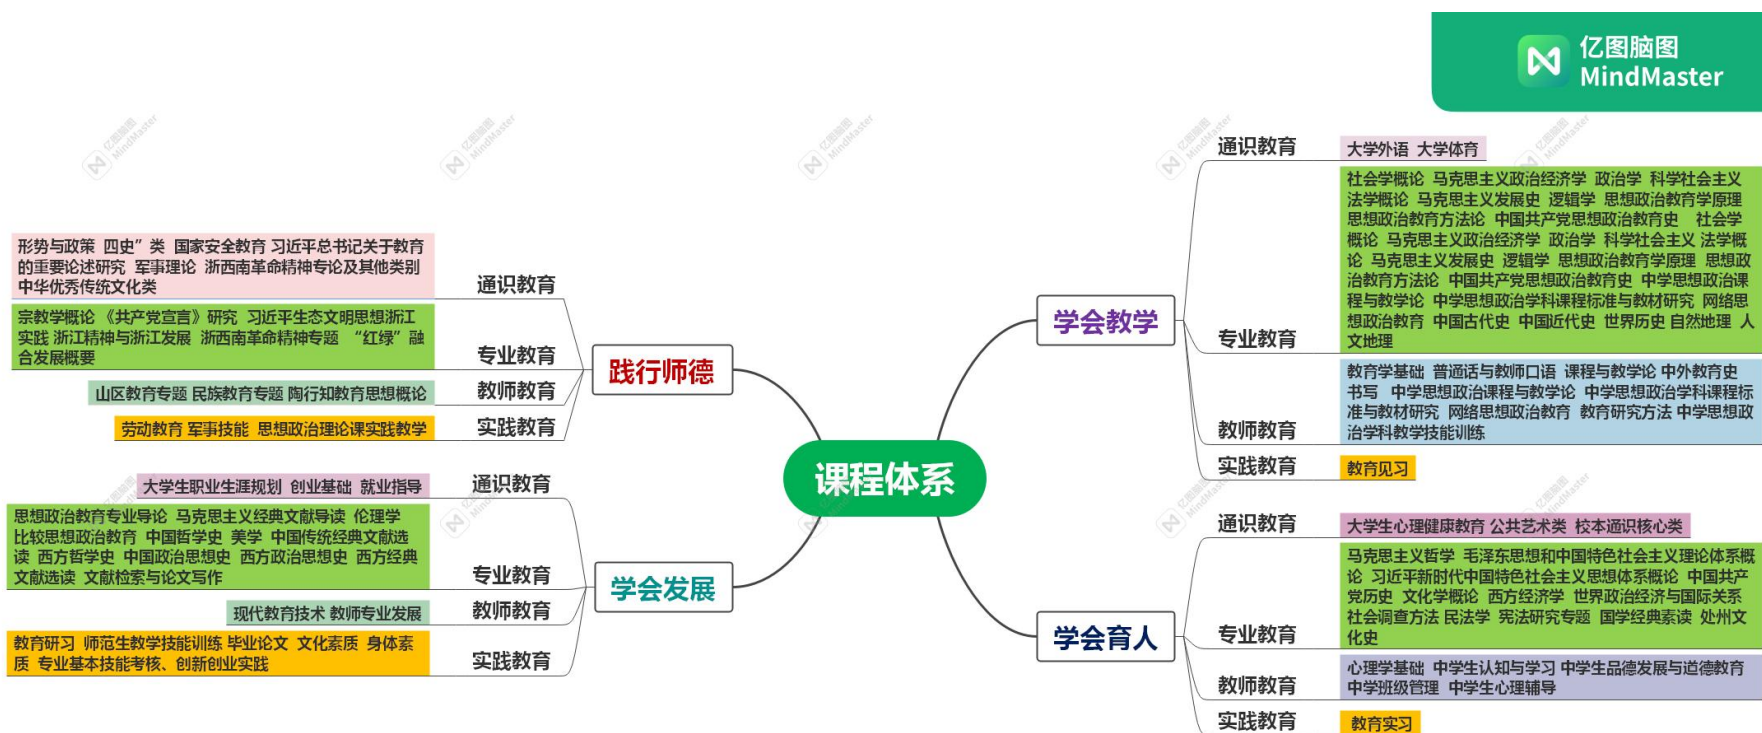 亿图脑图
MindMaster
课程体系
践行师德
通识教育
形势与政策 四史”类 国家安全教育 习近平总书记关于教育
的重要论述研究 军事理论 浙西南革命精神专论及其他类别
中华优秀传统文化类
专业教育
宗教学概论 《共产党宣言》研究 习近平生态文明思想浙江
实践 浙江精神与浙江发展 浙西南革命精神专题 “红绿”融
合发展概要
教师教育
山区教育专题 民族教育专题 陶行知教育思想概论
实践教育
劳动教育 军事技能 思想政治理论课实践教学
学会发展
通识教育
大学生职业生涯规划 创业基础 就业指导
专业教育
思想政治教育专业导论 马克思主义经典文献导读 伦理学
比较思想政治教育 中国哲学史 美学 中国传统经典文献选
读 西方哲学史 中国政治思想史 西方政治思想史 西方经典
文献选读 文献检索与论文写作
教师教育
现代教育技术 教师专业发展
实践教育
教育研习 师范生教学技能训练 毕业论文 文化素质 身体素
质 专业基本技能考核、创新创业实践
学会教学
通识教育
大学外语 大学体育
专业教育
社会学概论 马克思主义政治经济学 政治学 科学社会主义
法学概论 马克思主义发展史 逻辑学 思想政治教育学原理
思想政治教育方法论 中国共产党思想政治教育史 社会学
概论 马克思主义政治经济学 政治学 科学社会主义 法学概
论 马克思主义发展史 逻辑学 思想政治教育学原理 思想政
治教育方法论 中国共产党思想政治教育史 中学思想政治课
程与教学论 中学思想政治学科课程标准与教材研究 网络思
想政治教育 中国古代史 中国近代史 世界历史 自然地理 人
文地理
教师教育
教育学基础 普通话与教师口语 课程与教学论 中外教育史
书写 中学思想政治课程与教学论 中学思想政治学科课程标
准与教材研究 网络思想政治教育 教育研究方法 中学思想政
治学科教学技能训练
实践教育
教育见习
学会育人
通识教育
大学生心理健康教育 公共艺术类 校本通识核心类
专业教育
马克思主义哲学 毛泽东思想和中国特色社会主义理论体系概
论 习近平新时代中国特色社会主义思想体系概论 中国共产
党历史 文化学概论 西方经济学 世界政治经济与国际关系
社会调查方法 民法学 宪法研究专题 国学经典素读 处州文
化史
教师教育
心理学基础 中学生认知与学习 中学生品德发展与道德教育
中学班级管理 中学生心理辅导
实践教育
教育实习